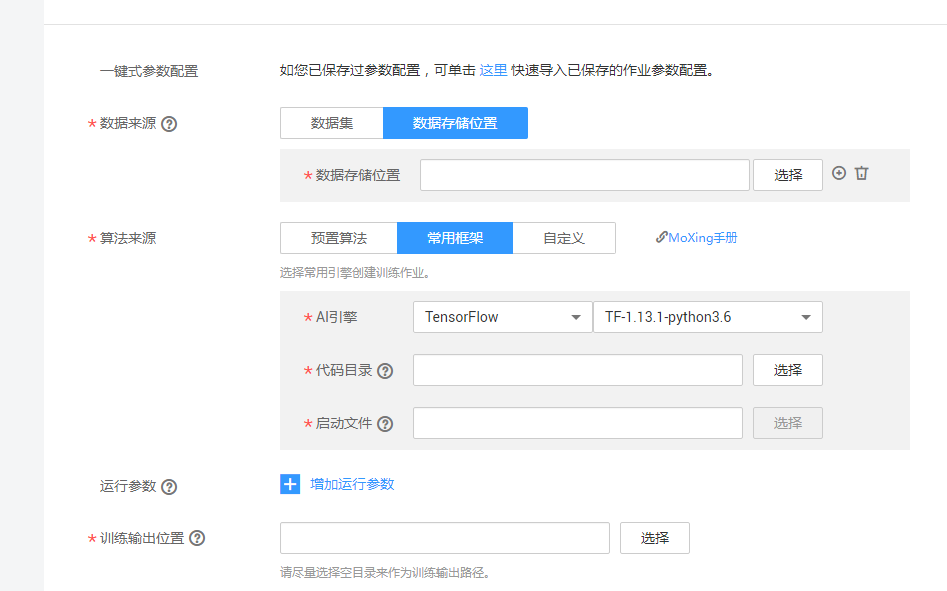 一键式参数配置 如您已保存过参数配置，可单击 这里 快速导入已保存的作业参数配置。
* 数据来源 ? 数据集 数据存储位置
* 数据存储位置 选择
* 算法来源 预置算法 常用框架 自定义 MoXing手册
选择常用引擎创建训练作业。
* AI引擎 TensorFlow TF-1.13.1-python3.6
* 代码目录 ? 选择
* 启动文件 ? 选择
运行参数 ? + 增加运行参数
* 训练输出位置 ? 选择
请尽量选择空目录来作为训练输出路径。